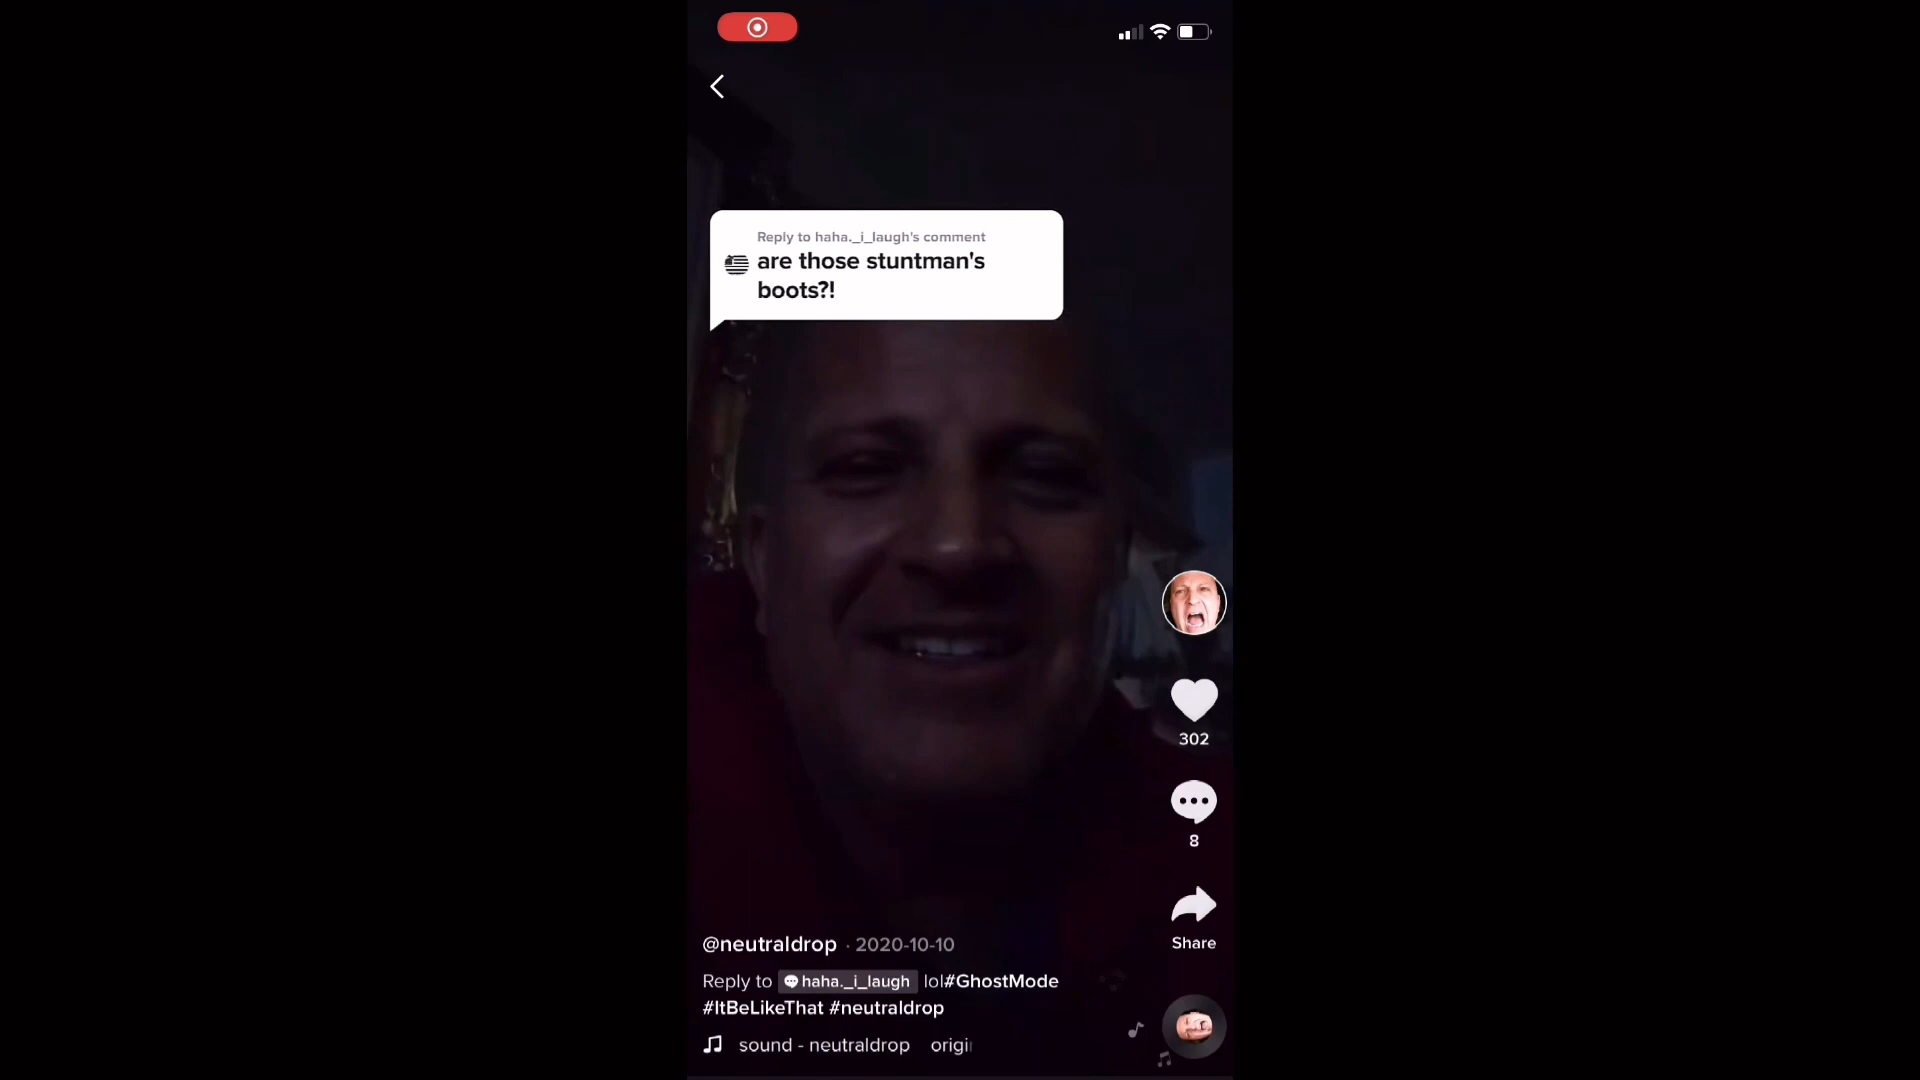 Reply to haha._i_laugh's comment
are those stuntman's
boots?!
302
8
Share
@neutraldrop · 2020-10-10
Reply to haha._i_laugh lol#GhostMode
#ItBeLikeThat #neutraldrop
sound - neutraldrop origi